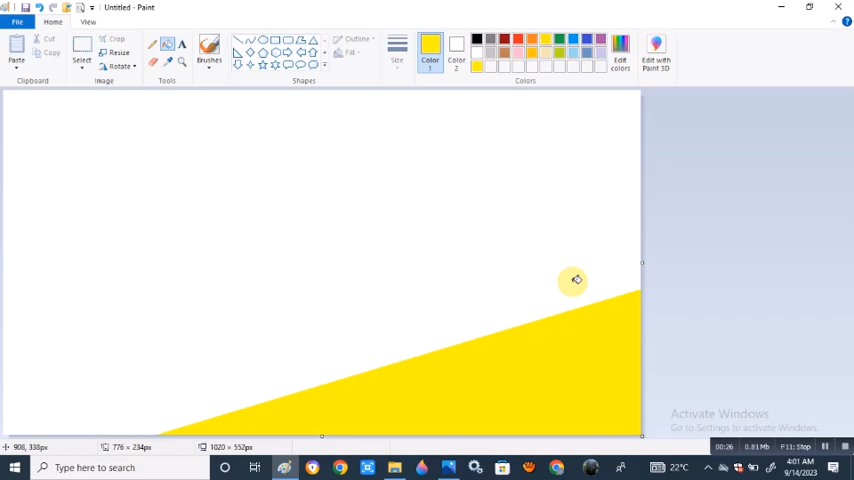 Untitled - Paint
File
Home
View
Paste
Cut
Copy
Clipboard
Select
Crop
Resize
Rotate
Image
A
Tools
Brushes
Outline
Fill
Shapes
Size
Color
1
Color
2
Edit
colors
Colors
Edit with
Paint 3D
Activate Windows
Go to Settings to activate Windows.
908, 338px
776 × 234px
1020 × 552px
00:26
0.81 Mb
F11: Stop
Type here to search
22°C
4:01 AM
9/14/2023